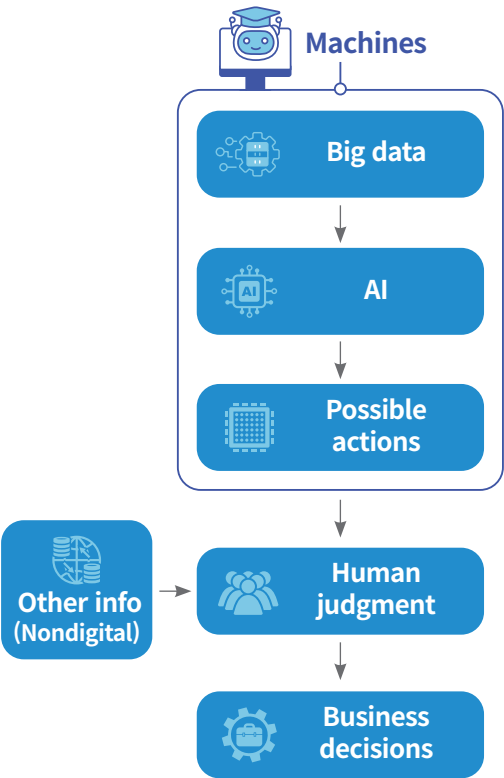 Machines
Big data
AI
AI
Possible
actions
Other info
(Nondigital)
Human
judgment
Business
decisions